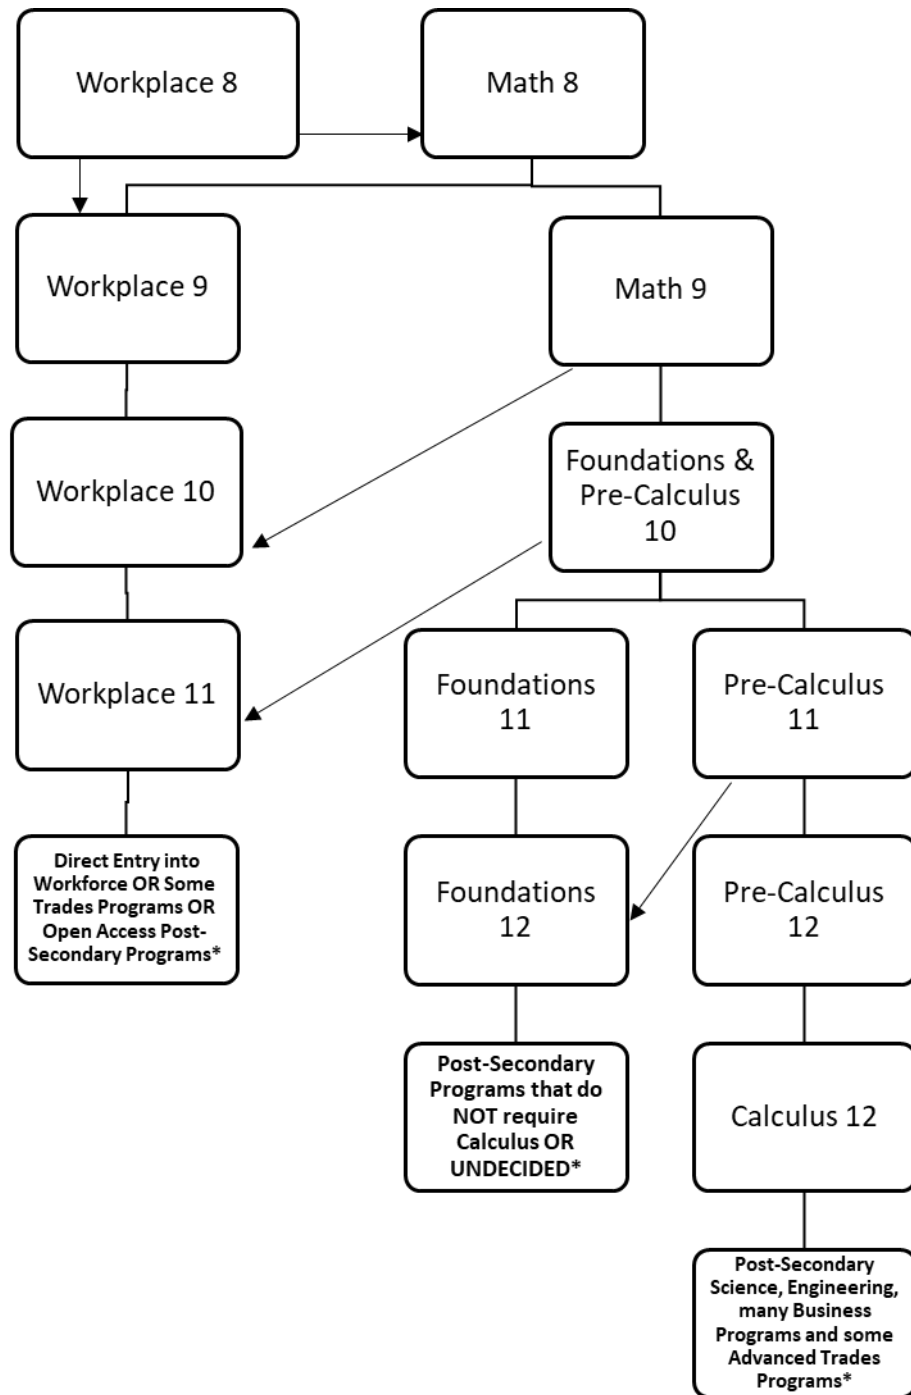 Workplace 8
Math 8
Workplace 9
Math 9
Workplace 10
Foundations &
Pre-Calculus
10
Workplace 11
Foundations
11
Pre-Calculus
11
Direct Entry into
Workforce OR Some
Trades Programs OR
Open Access Post-
Secondary Programs*
Foundations
12
Pre-Calculus
12
Post-Secondary
Programs that do
NOT require
Calculus OR
UNDECIDED*
Calculus 12
Post-Secondary
Science, Engineering,
many Business
Programs and some
Advanced Trades
Programs*